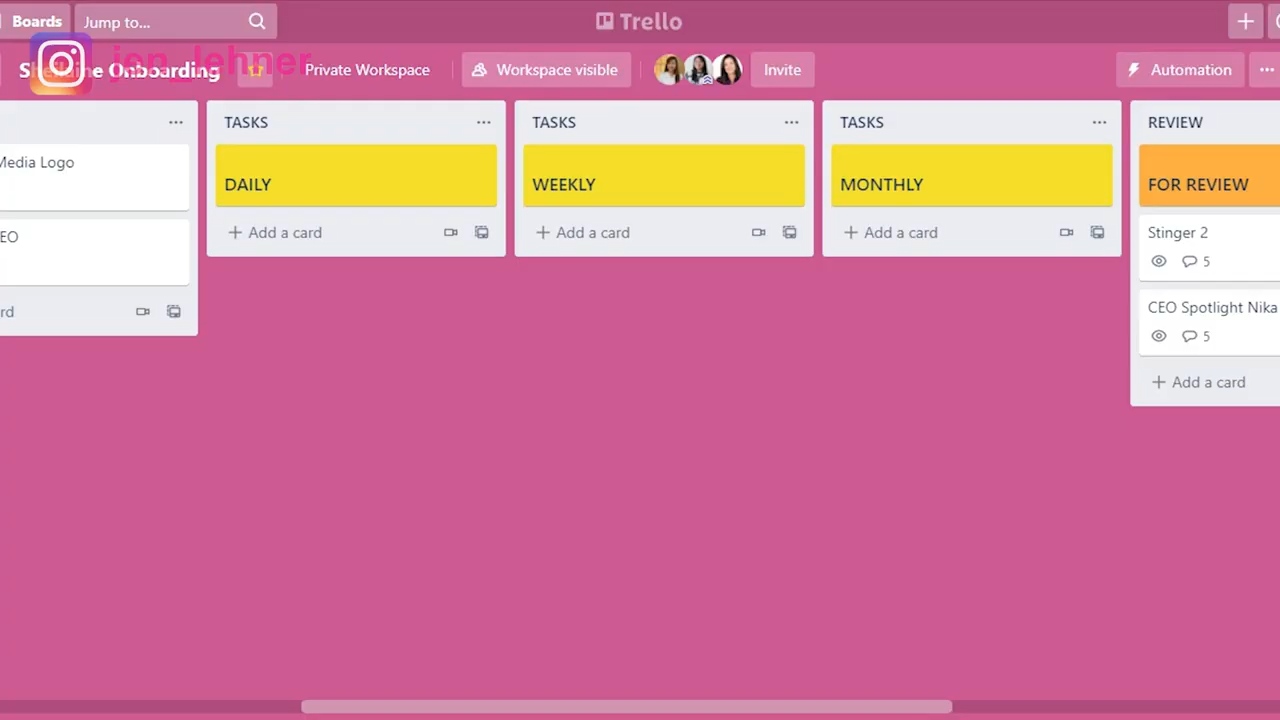 Boards
Jump to...
Trello
jen_lehner
Onboarding
Private Workspace
Workspace visible
Invite
Automation
Media Logo
EO
rd
TASKS
DAILY
Add a card
TASKS
WEEKLY
Add a card
TASKS
MONTHLY
Add a card
REVIEW
FOR REVIEW
Stinger 2
5
CEO Spotlight Nika
5
Add a card